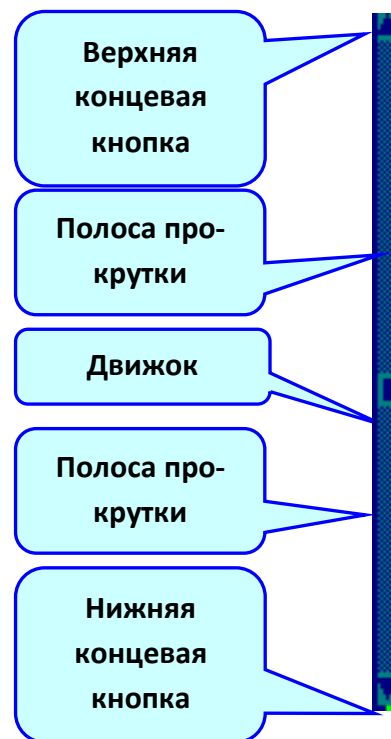 Верхняя
концевая
кнопка
Полоса про-
крутки
Движок
Полоса про-
крутки
Нижняя
концевая
кнопка